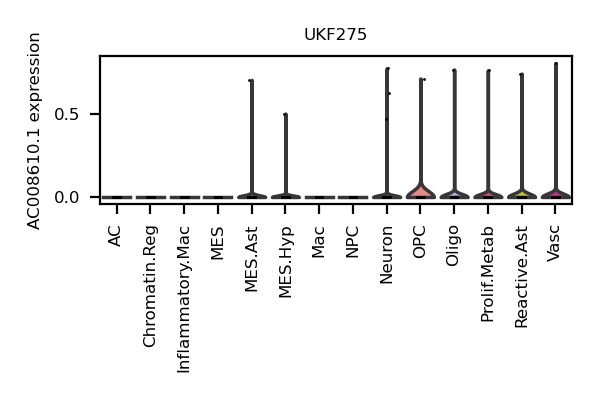 UKF275
AC008610.1 expression
0.5
0.0
AC
Chromatin.Reg
Inflammatory.Mac
MES
MES.Ast
MES.Hyp
Mac
NPC
Neuron
OPC
Oligo
Prolif.Metab
Reactive.Ast
Vasc